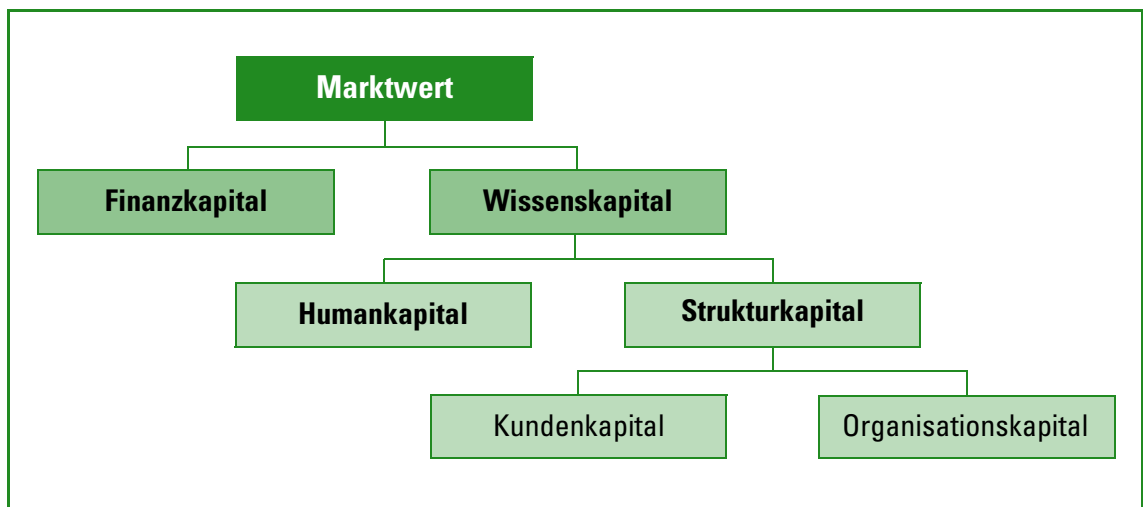 Marktwert
Finanzkapital
Wissenskapital
Humankapital
Strukturkapital
Kundenkapital
Organisationskapital